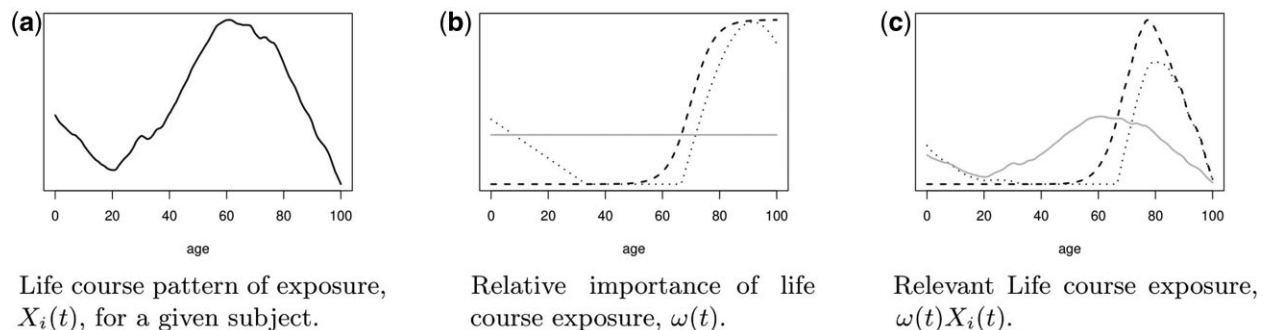 (a)
0 20 40 60 80 100
age
Life course pattern of exposure,
Xᵢ(t), for a given subject.
(b)
0 20 40 60 80 100
age
Relative importance of life
course exposure, ω(t).
(c)
0 20 40 60 80 100
age
Relevant Life course exposure,
ω(t)Xᵢ(t).